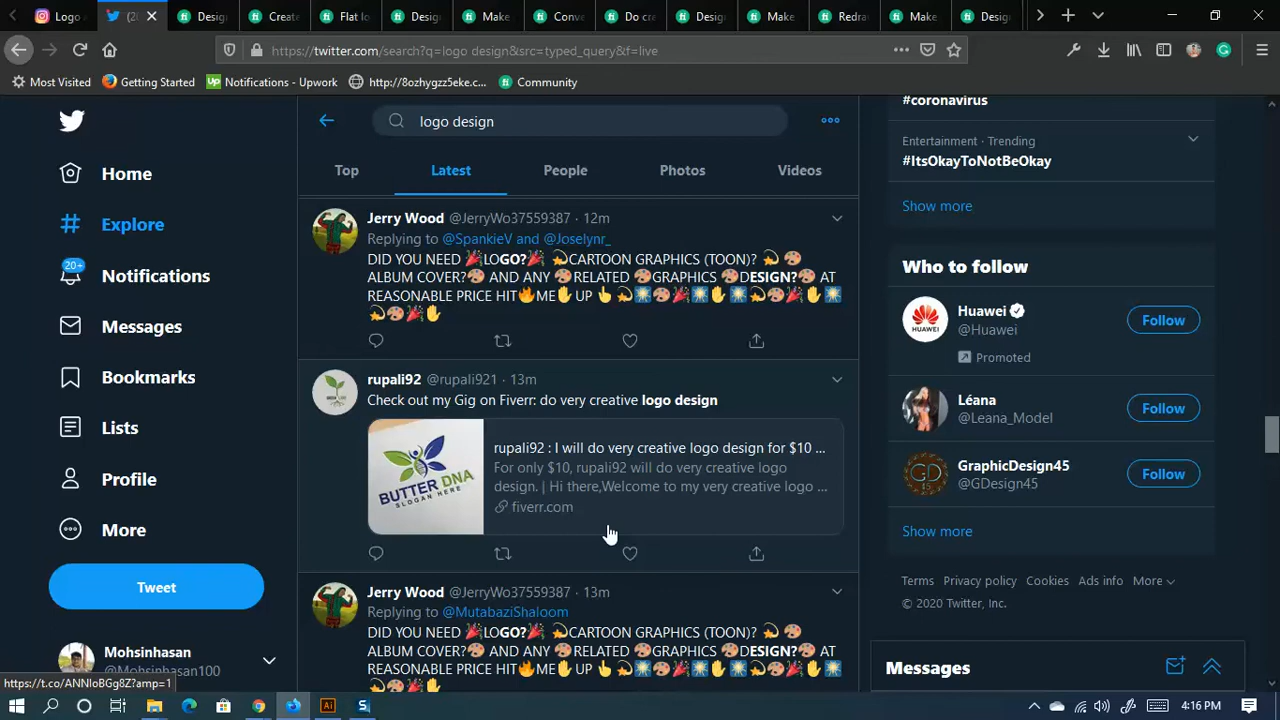 Logo
(20
Desig
Create
Flat lo
Design
Make
Conve
Do cre
Design
Make
Redra
Make
Desig
https://twitter.com/search?q=logo design&src=typed_query&f=live
Most Visited
Getting Started
Notifications - Upwork
http://8ozhygzz5eke.c...
Community
Home
Explore
20+
Notifications
Messages
Bookmarks
Lists
Profile
More
Tweet
Mohsinhasan
@Mohsinhasan100
https://t.co/ANNIoBGg8Z?amp=1
logo design
Top
Latest
People
Photos
Videos
Jerry Wood @JerryWo37559387 · 12m
Replying to @SpankieV and @Joselynr_
DID YOU NEED 🎉LOGO?🎉 💫CARTOON GRAPHICS (TOON)? 💫 🎨
ALBUM COVER?🎨 AND ANY 🎨RELATED 🎨GRAPHICS 🎨DESIGN?🎨 AT
REASONABLE PRICE HIT🔥ME✋UP 👆💫🎇🎨🎉🎇✋🎇💫🎨🎉✋🎇
💫🎨🎉✋
rupali92 @rupali921 · 13m
Check out my Gig on Fiverr: do very creative logo design
BUTTER DNA
SLOGAN HERE
rupali92 : I will do very creative logo design for $10 ...
For only $10, rupali92 will do very creative logo
design. | Hi there,Welcome to my very creative logo ...
fiverr.com
Jerry Wood @JerryWo37559387 · 13m
Replying to @MutabaziShaloom
DID YOU NEED 🎉LOGO?🎉 💫CARTOON GRAPHICS (TOON)? 💫 🎨
ALBUM COVER?🎨 AND ANY 🎨RELATED 🎨GRAPHICS 🎨DESIGN?🎨 AT
REASONABLE PRICE HIT🔥ME✋UP 👆💫🎇🎨🎉🎇✋🎇💫🎨🎉✋🎇
💫🎨🎉✋
#coronavirus
Entertainment · Trending
#ItsOkayToNotBeOkay
Show more
Who to follow
Huawei
@Huawei
Follow
Promoted
Léana
@Leana_Model
Follow
GD
45
GraphicDesign45
@GDesign45
Follow
Show more
Terms Privacy policy Cookies Ads info More
© 2020 Twitter, Inc.
Messages
4:16 PM